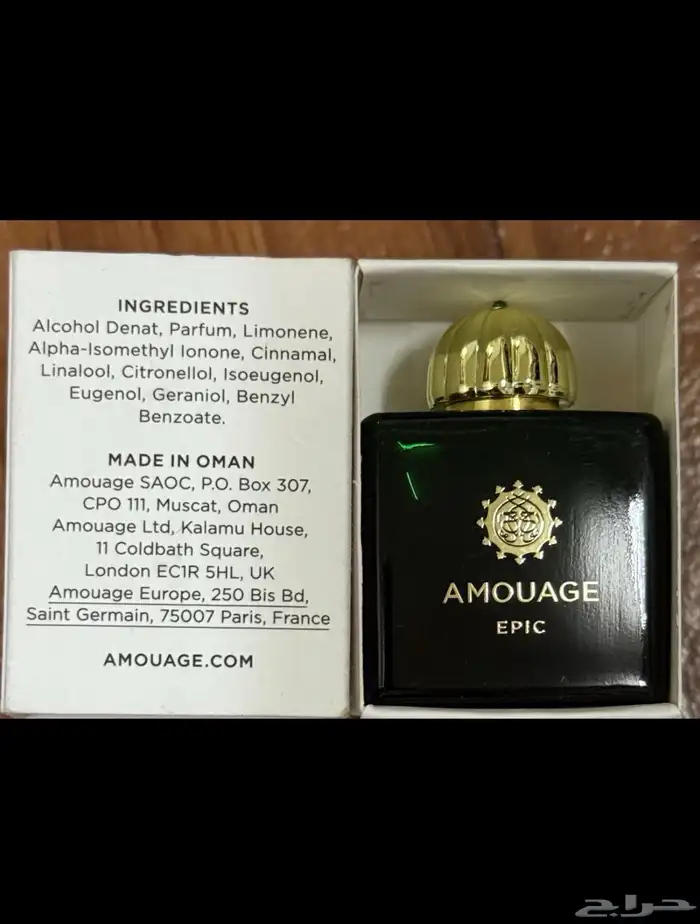 INGREDIENTS
Alcohol Denat, Parfum, Limonene,
Alpha-Isomethyl Ionone, Cinnamal,
Linalool, Citronellol, Isoeugenol,
Eugenol, Geraniol, Benzyl
Benzoate.
MADE IN OMAN
Amouage SAOC, P.O. Box 307,
CPO 111, Muscat, Oman
Amouage Ltd, Kalamu House,
11 Coldbath Square,
London EC1R 5HL, UK
Amouage Europe, 250 Bis Bd,
Saint Germain, 75007 Paris, France
AMOUAGE.COM
AMOUAGE
EPIC
حراج